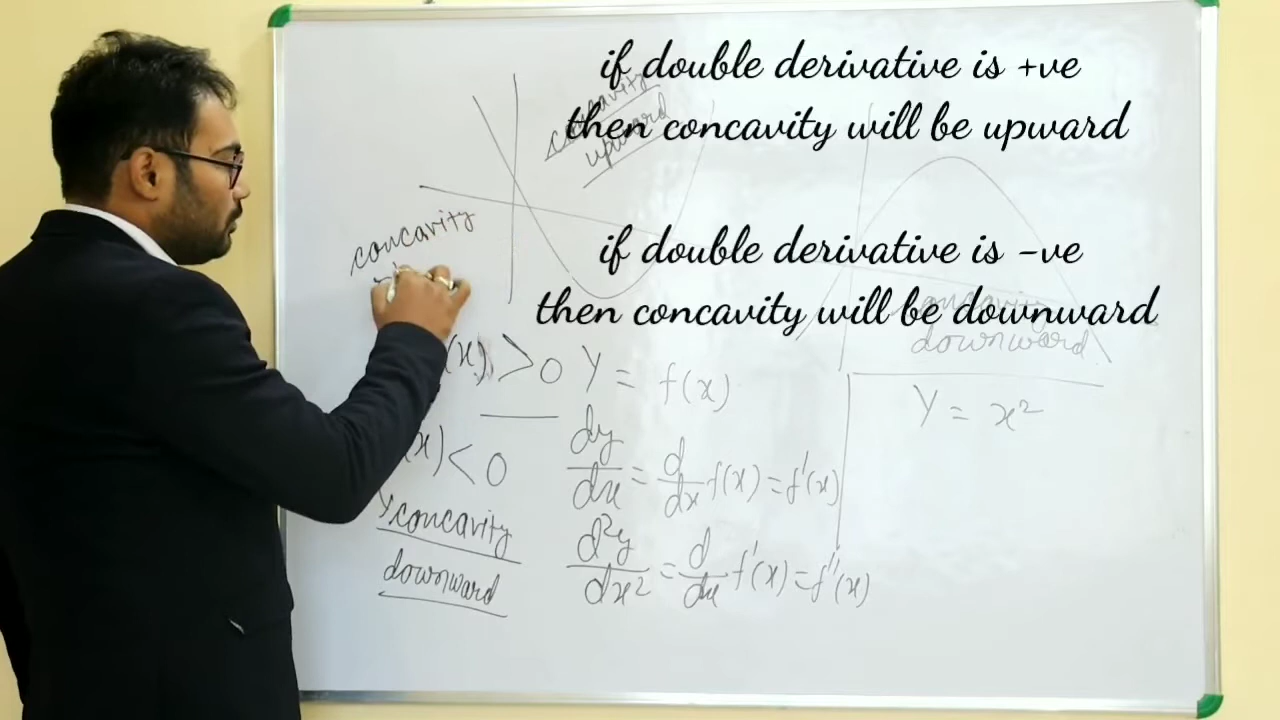 if double derivative is +ve
then concavity will be upward
if double derivative is -ve
then concavity will be downward
concavity
upward
concavity
concavity
downward
(x) > 0
Y = f(x)
Y = x²
(x) < 0
dy/dx = d/dx f(x) = f'(x)
concavity
downward
d²y/dx² = d/dx f'(x) = f''(x)